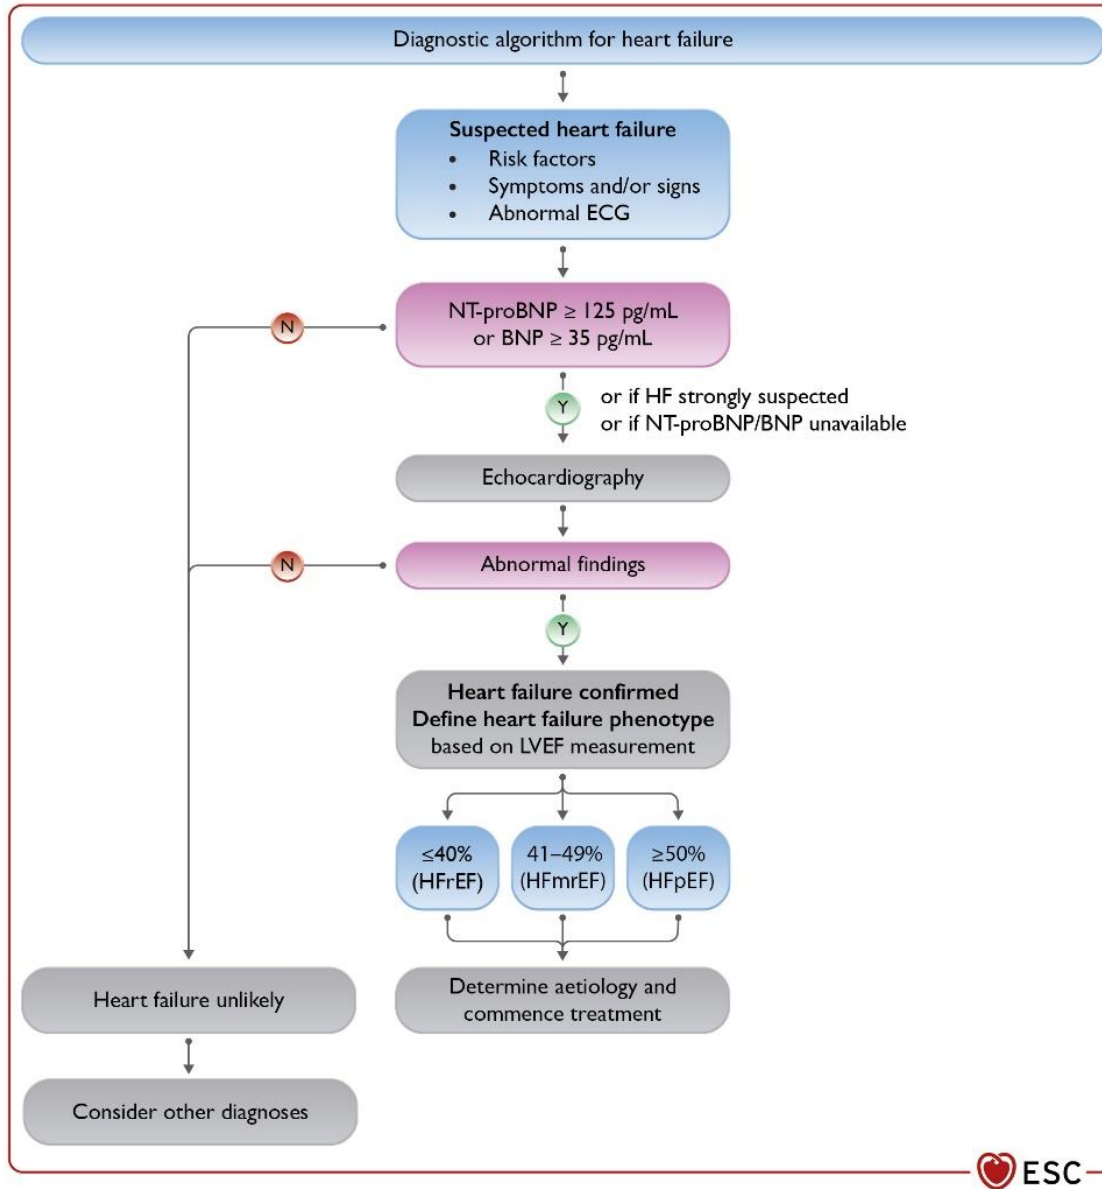 Diagnostic algorithm for heart failure
Suspected heart failure
• Risk factors
• Symptoms and/or signs
• Abnormal ECG
NT-proBNP ≥ 125 pg/mL
or BNP ≥ 35 pg/mL
N
Y
or if HF strongly suspected
or if NT-proBNP/BNP unavailable
Echocardiography
Abnormal findings
N
Y
Heart failure confirmed
Define heart failure phenotype
based on LVEF measurement
≤40%
(HFrEF)
41–49%
(HFmrEF)
≥50%
(HFpEF)
Determine aetiology and
commence treatment
Heart failure unlikely
Consider other diagnoses
ESC